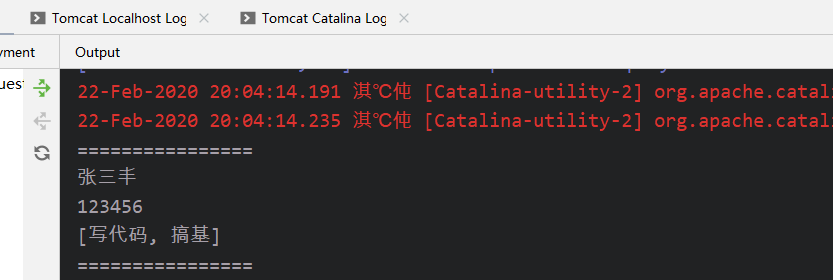 Tomcat Localhost Log
Tomcat Catalina Log
yment
Output
ues
22-Feb-2020 20:04:14.191 淇℃伅 [Catalina-utility-2] org.apache.catal
22-Feb-2020 20:04:14.235 淇℃伅 [Catalina-utility-2] org.apache.catal
================
张三丰
123456
[写代码, 搞基]
================